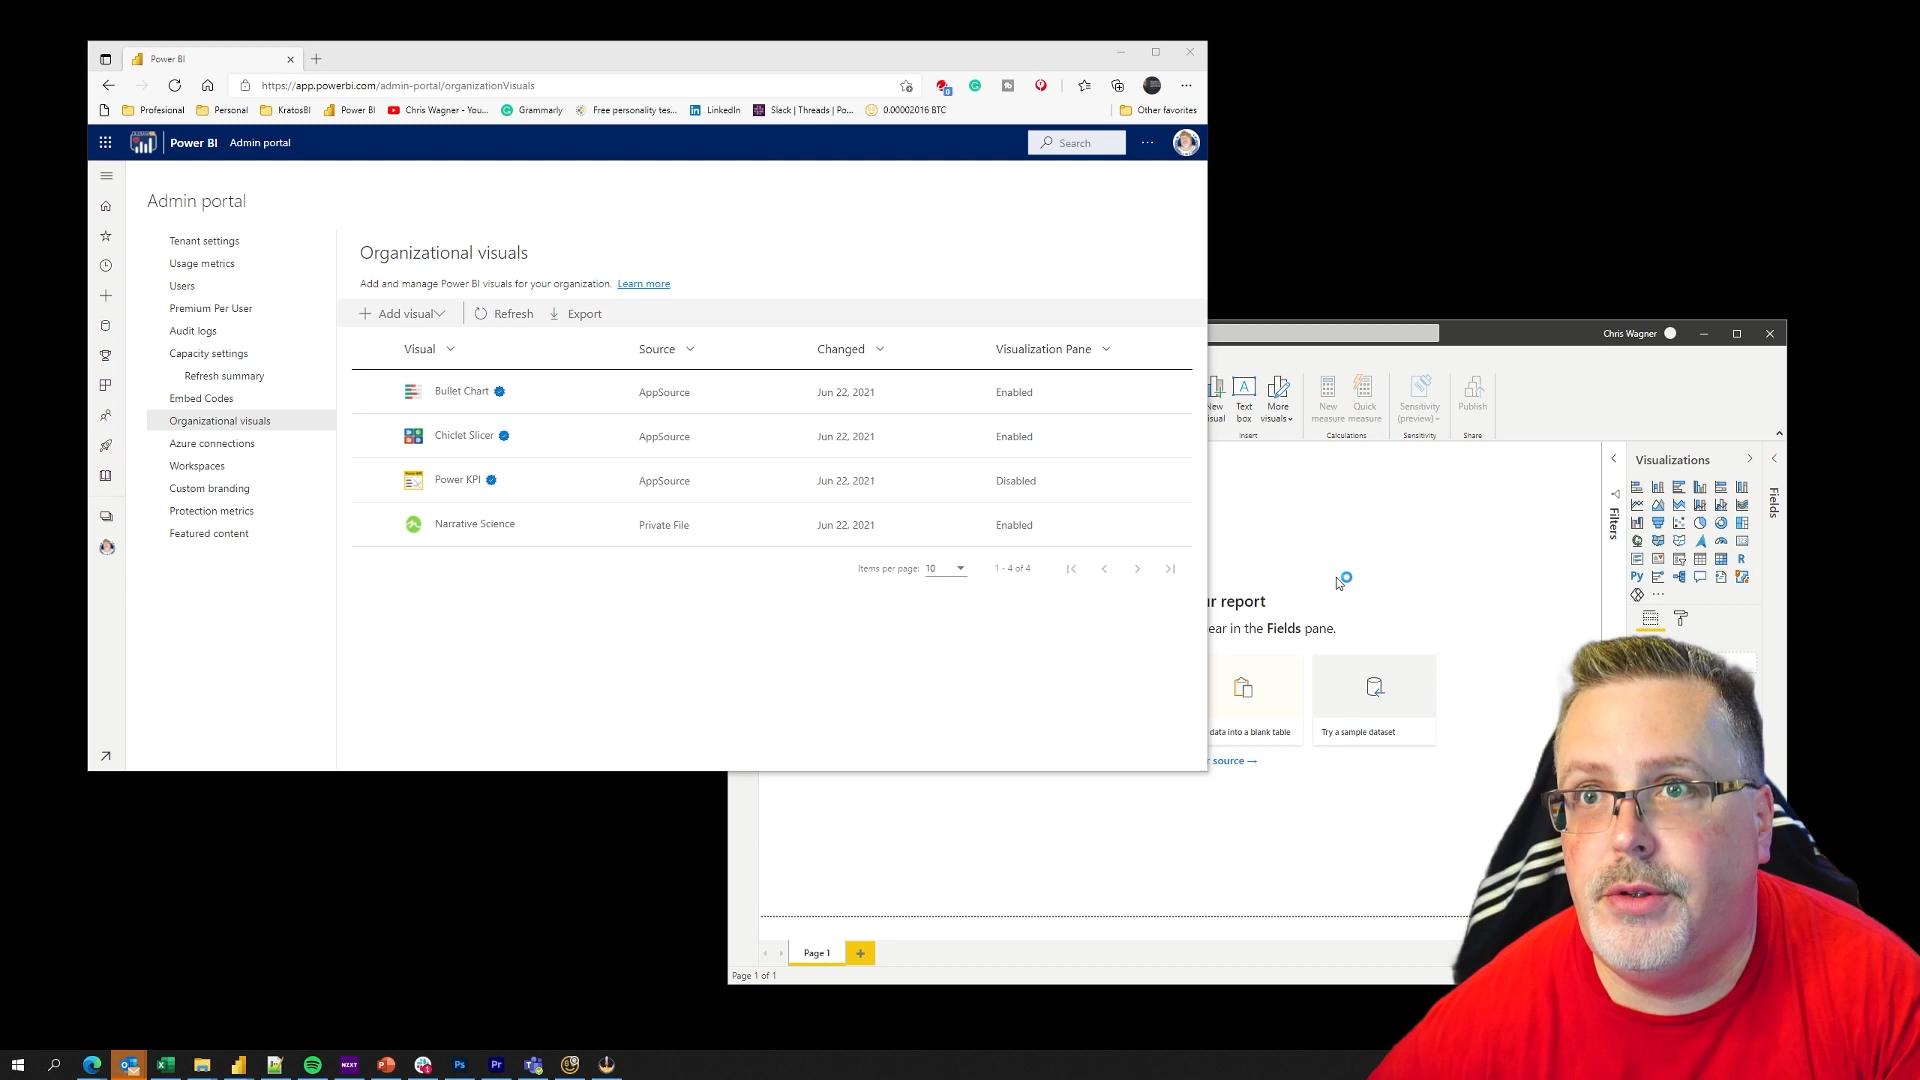 Power BI
https://app.powerbi.com/admin-portal/organizationVisuals
Profesional
Personal
KratosBI
Power BI
Chris Wagner - You...
Grammarly
Free personality tes...
LinkedIn
Slack | Threads | Po...
0.00002016 BTC
Other favorites
Power BI
Admin portal
Search
Admin portal
Tenant settings
Usage metrics
Users
Premium Per User
Audit logs
Capacity settings
Refresh summary
Embed Codes
Organizational visuals
Azure connections
Workspaces
Custom branding
Protection metrics
Featured content
Organizational visuals
Add and manage Power BI visuals for your organization. Learn more
Add visual
Refresh
Export
Visual Source Changed Visualization Pane
Bullet Chart AppSource Jun 22, 2021 Enabled
Chiclet Slicer AppSource Jun 22, 2021 Enabled
Power KPI AppSource Jun 22, 2021 Disabled
Narrative Science Private File Jun 22, 2021 Enabled
Items per page: 10 1 - 4 of 4
Chris Wagner
New
Text box
More visuals
New measure
Quick measure
Sensitivity (preview)
Publish
Insert
Calculations
Sensitivity
Share
Visualizations
Filters
Fields
R
Py
report
in the Fields pane.
data into a blank table
Try a sample dataset
source →
Page 1
Page 1 of 1
NZXT
Ps
Pr